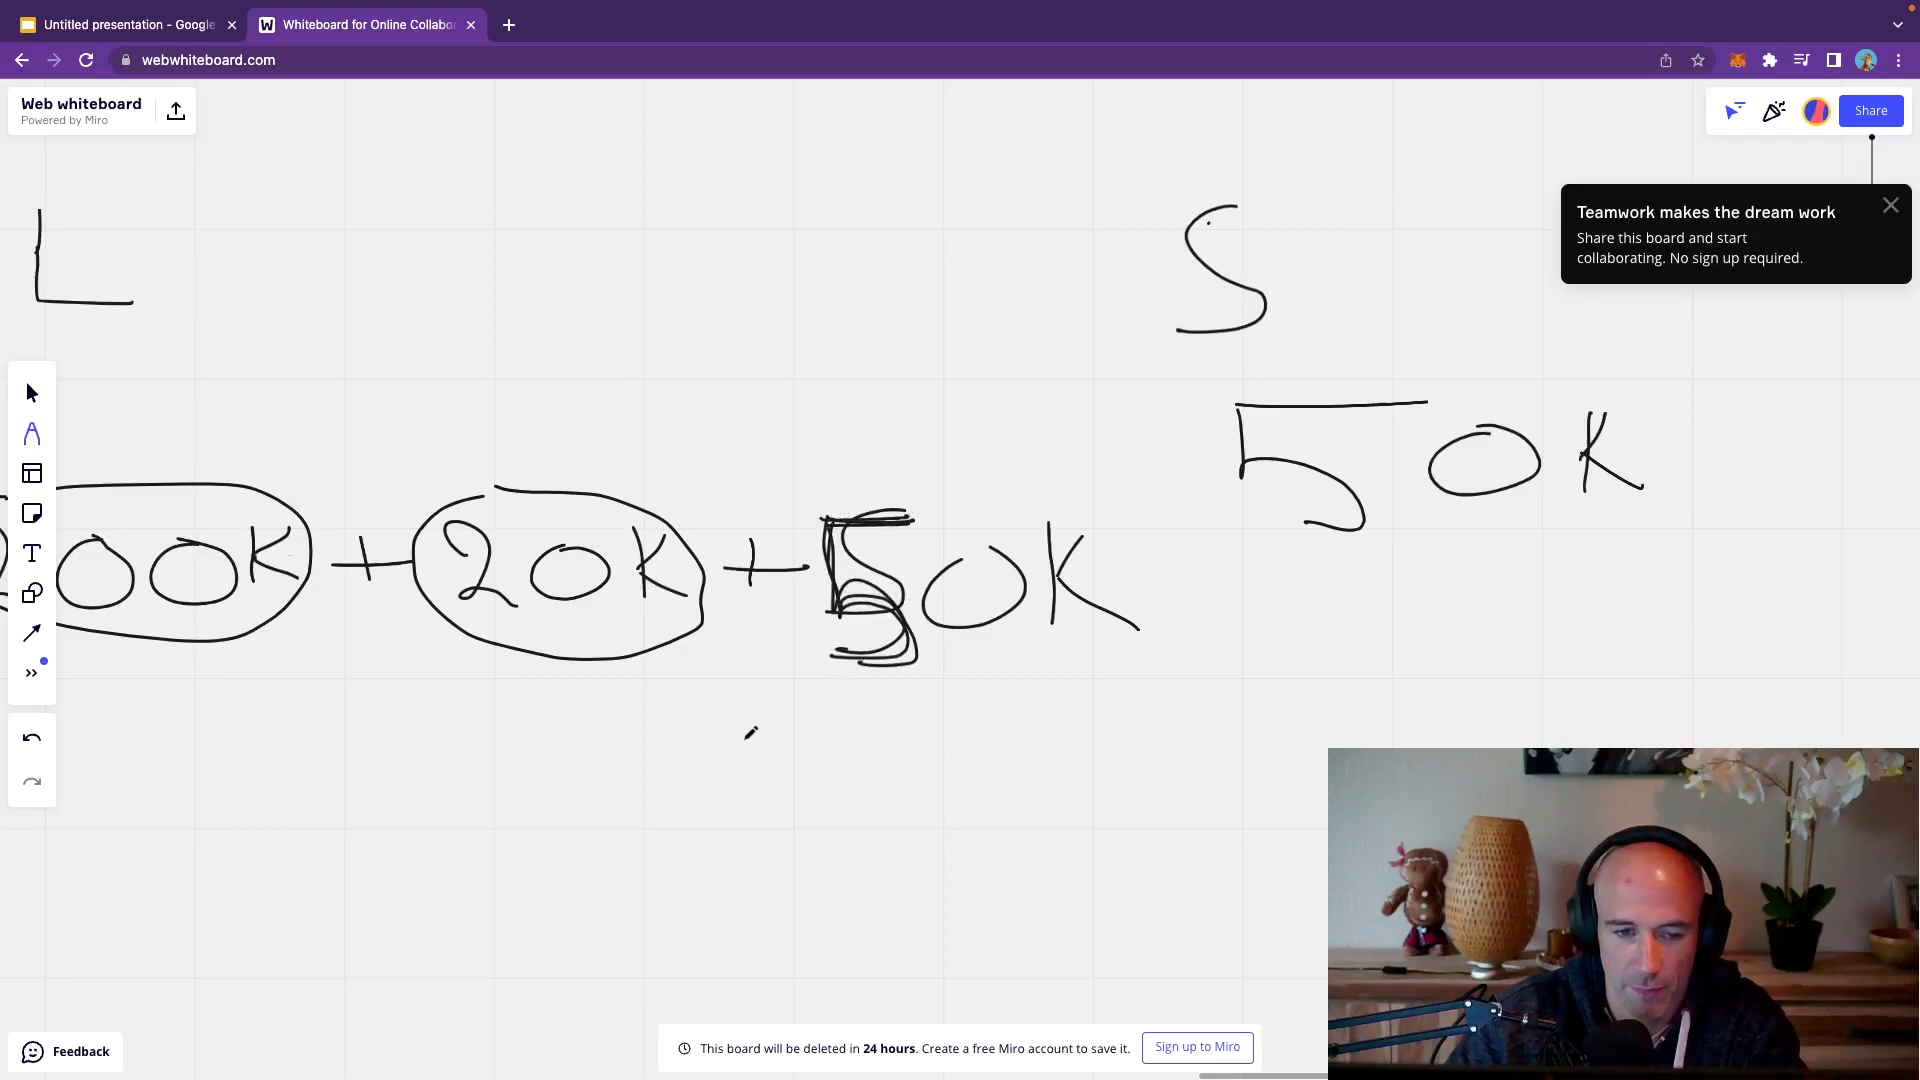 Untitled presentation - Google
Whiteboard for Online Collabor
webwhiteboard.com
Web whiteboard
Powered by Miro
Share
Teamwork makes the dream work
Share this board and start
collaborating. No sign up required.
L
S
50K
00K + 20K + 50K
Feedback
This board will be deleted in 24 hours. Create a free Miro account to save it.
Sign up to Miro